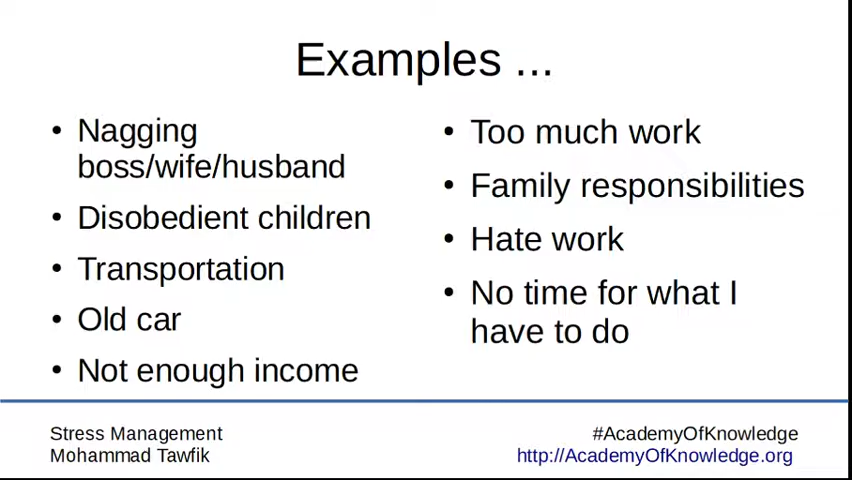 Examples ...
• Nagging
boss/wife/husband
• Disobedient children
• Transportation
• Old car
• Not enough income
• Too much work
• Family responsibilities
• Hate work
• No time for what I
have to do
Stress Management
Mohammad Tawfik
#AcademyOfKnowledge
http://AcademyOfKnowledge.org